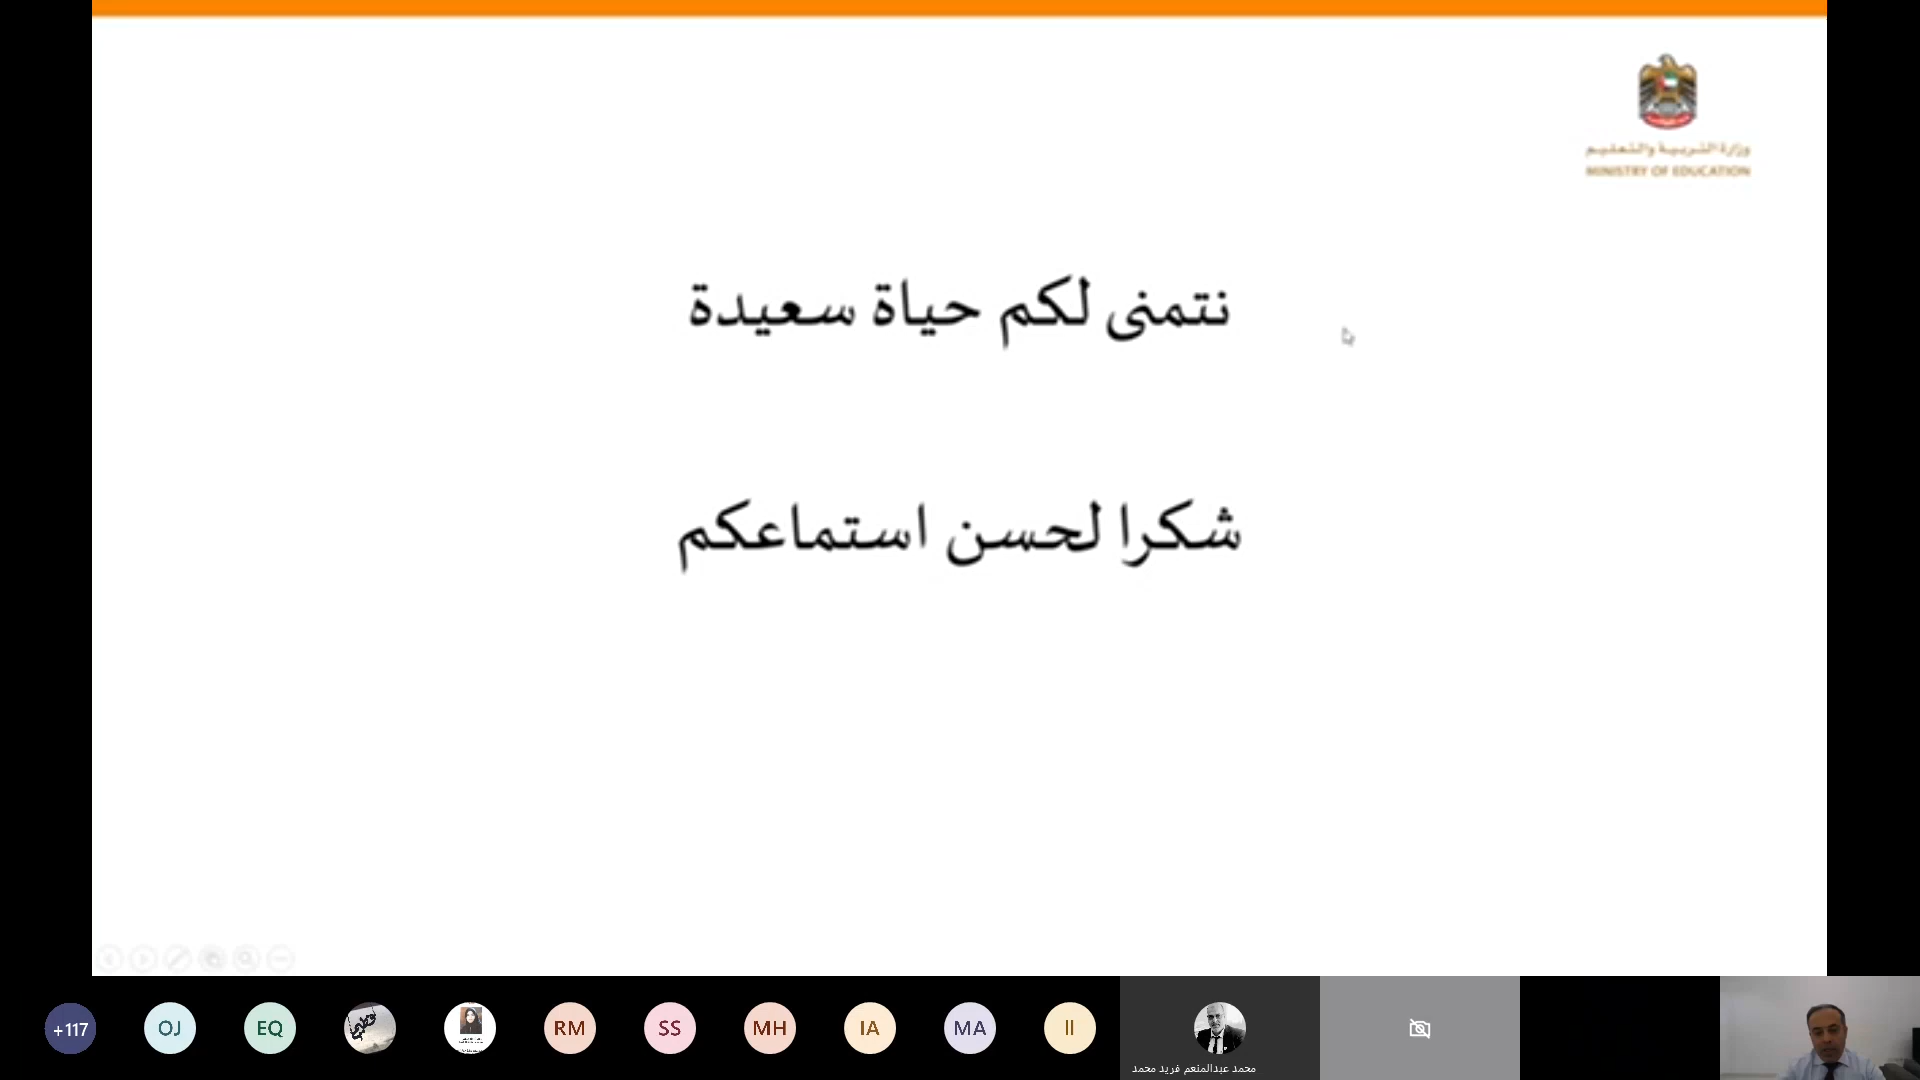 وزارة التربية والتعليم
MINISTRY OF EDUCATION
نتمنى لكم حياة سعيدة
شكرا لحسن استماعكم
+117
OJ
EQ
RM
SS
MH
IA
MA
II
محمد عبدالمنعم فريد محمد